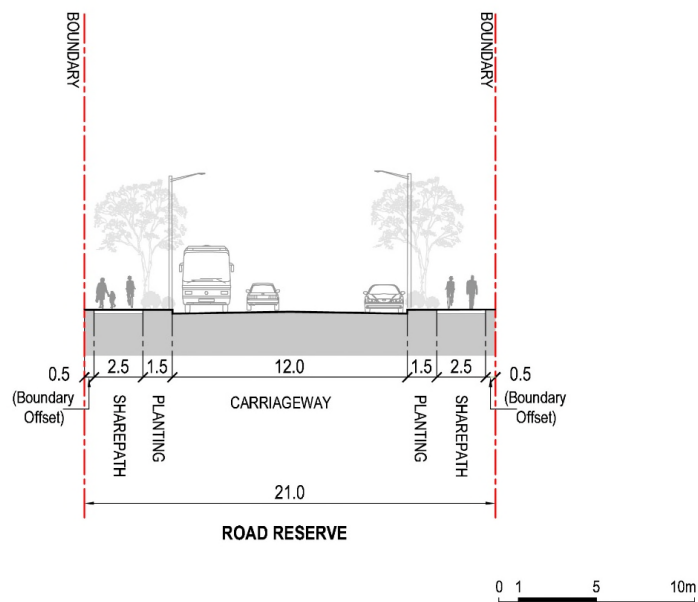 BOUNDARY
BOUNDARY
0.5
2.5
1.5
12.0
1.5
2.5
0.5
(Boundary
Offset)
SHAREPATH
PLANTING
CARRIAGEWAY
PLANTING
SHAREPATH
(Boundary
Offset)
21.0
ROAD RESERVE
0 1 5 10m